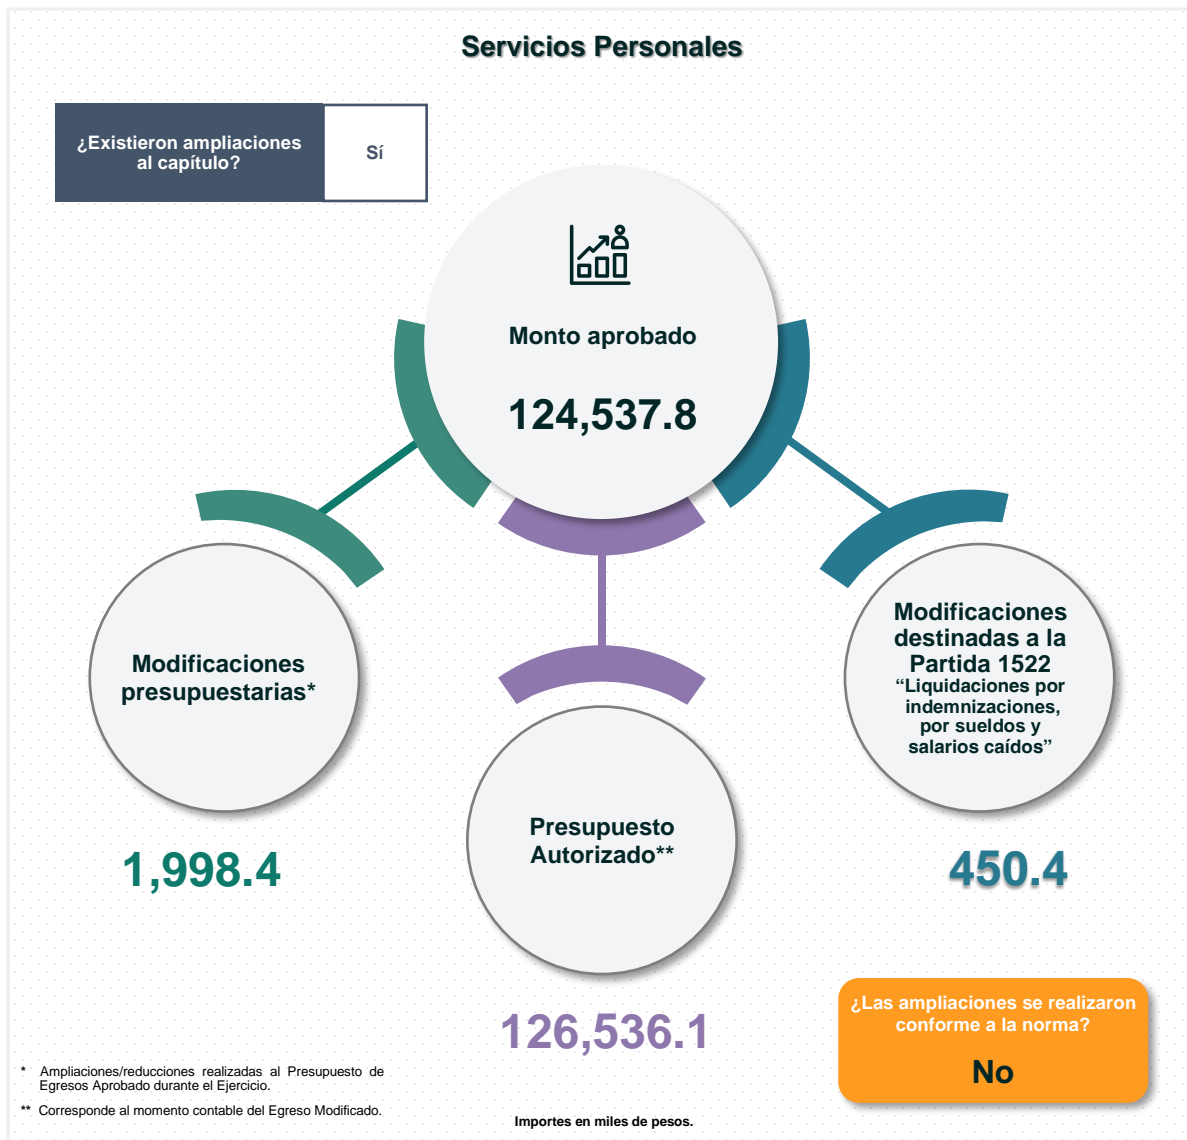 Servicios Personales
¿Existieron ampliaciones
al capítulo?
Sí
Monto aprobado
124,537.8
Modificaciones
presupuestarias*
1,998.4
Presupuesto
Autorizado**
126,536.1
Modificaciones
destinadas a la
Partida 1522
“Liquidaciones por
indemnizaciones,
por sueldos y
salarios caídos”
450.4
¿Las ampliaciones se realizaron
conforme a la norma?
No
* Ampliaciones/reducciones realizadas al Presupuesto de
Egresos Aprobado durante el Ejercicio.
** Corresponde al momento contable del Egreso Modificado.
Importes en miles de pesos.